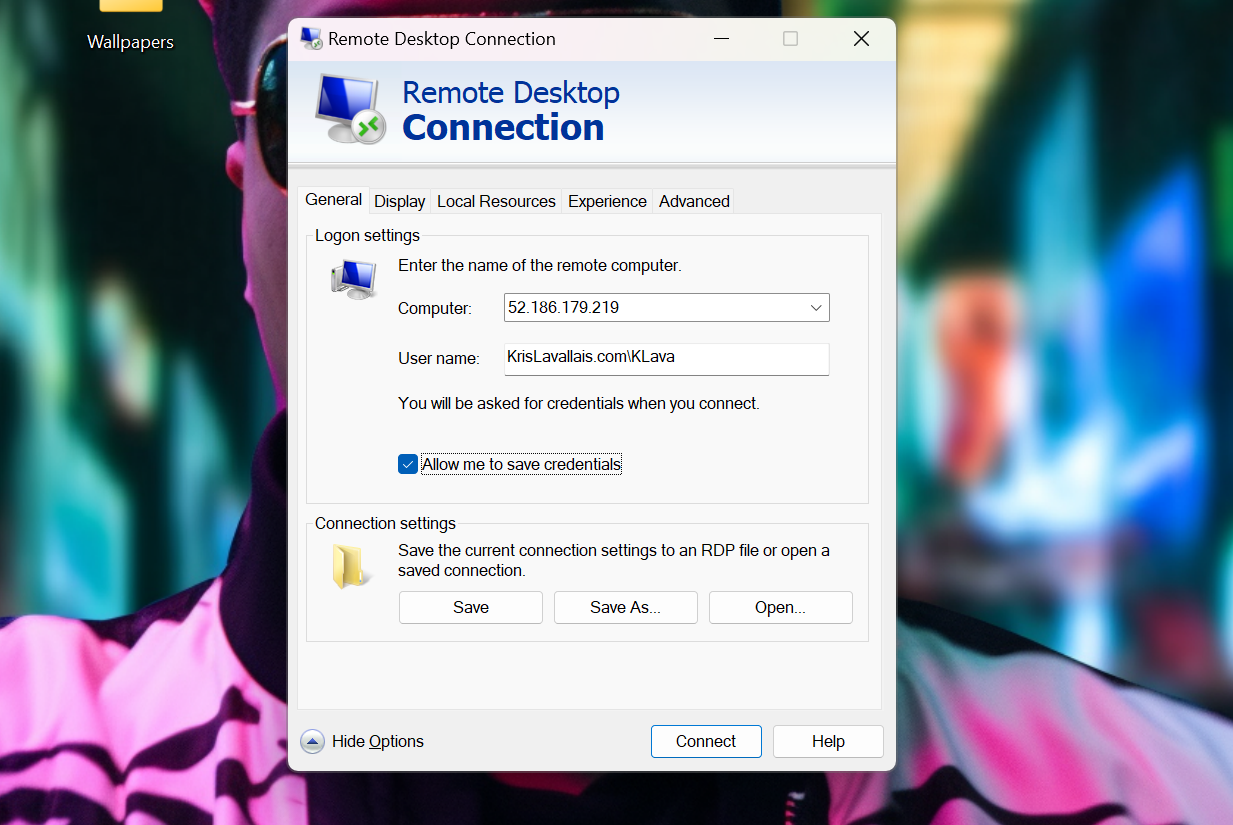 Wallpapers
Remote Desktop Connection
Remote Desktop
Connection
General Display Local Resources Experience Advanced
Logon settings
Enter the name of the remote computer.
Computer: 52.186.179.219
User name: KrisLavallais.com\KLava
You will be asked for credentials when you connect.
Allow me to save credentials
Connection settings
Save the current connection settings to an RDP file or open a
saved connection.
Save Save As... Open...
Hide Options Connect Help